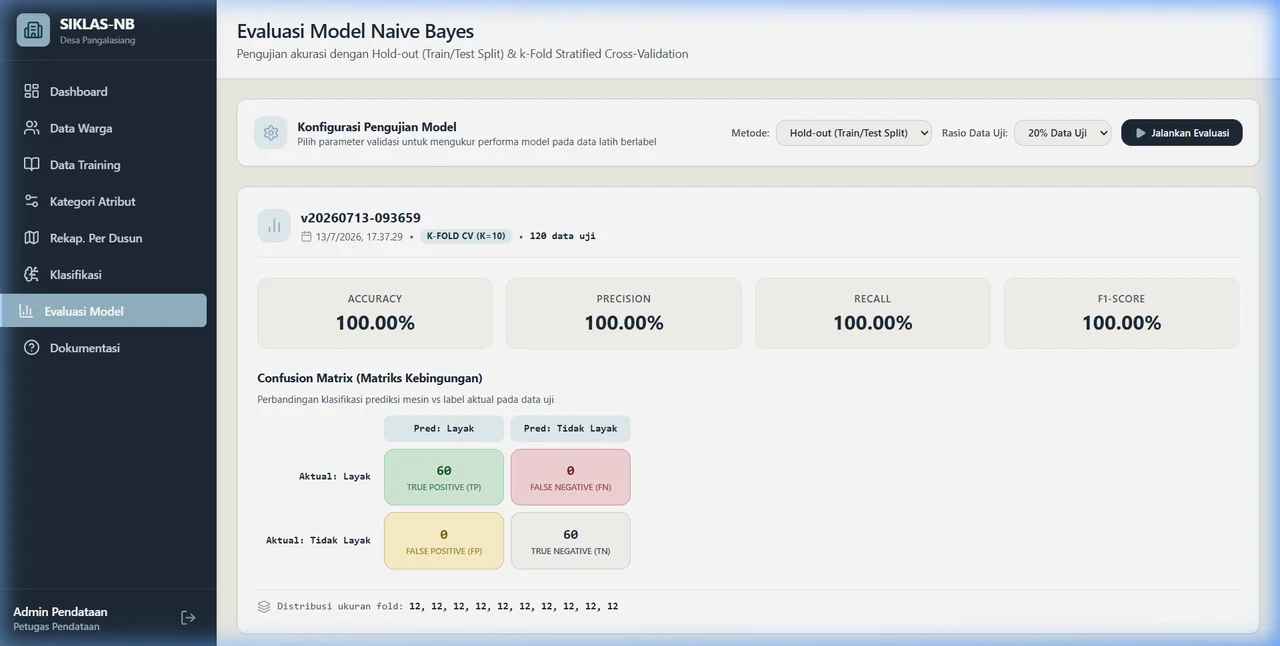 SIKLAS-NB
Desa Pangalasiang
Dashboard
Data Warga
Data Training
Kategori Atribut
Rekap. Per Dusun
Klasifikasi
Evaluasi Model
Dokumentasi
Admin Pendataan
Petugas Pendataan
Evaluasi Model Naive Bayes
Pengujian akurasi dengan Hold-out (Train/Test Split) & k-Fold Stratified Cross-Validation
Konfigurasi Pengujian Model
Pilih parameter validasi untuk mengukur performa model pada data latih berlabel
Metode: Hold-out (Train/Test Split) Rasio Data Uji: 20% Data Uji Jalankan Evaluasi
v20260713-093659
13/7/2026, 17.37.29 • K-FOLD CV (K=10) • 120 data uji
ACCURACY PRECISION RECALL F1-SCORE
100.00% 100.00% 100.00% 100.00%
Confusion Matrix (Matriks Kebingungan)
Perbandingan klasifikasi prediksi mesin vs label aktual pada data uji
Pred: Layak Pred: Tidak Layak
Aktual: Layak
60 0
TRUE POSITIVE (TP) FALSE NEGATIVE (FN)
Aktual: Tidak Layak
0 60
FALSE POSITIVE (FP) TRUE NEGATIVE (TN)
Distribusi ukuran fold: 12, 12, 12, 12, 12, 12, 12, 12, 12, 12